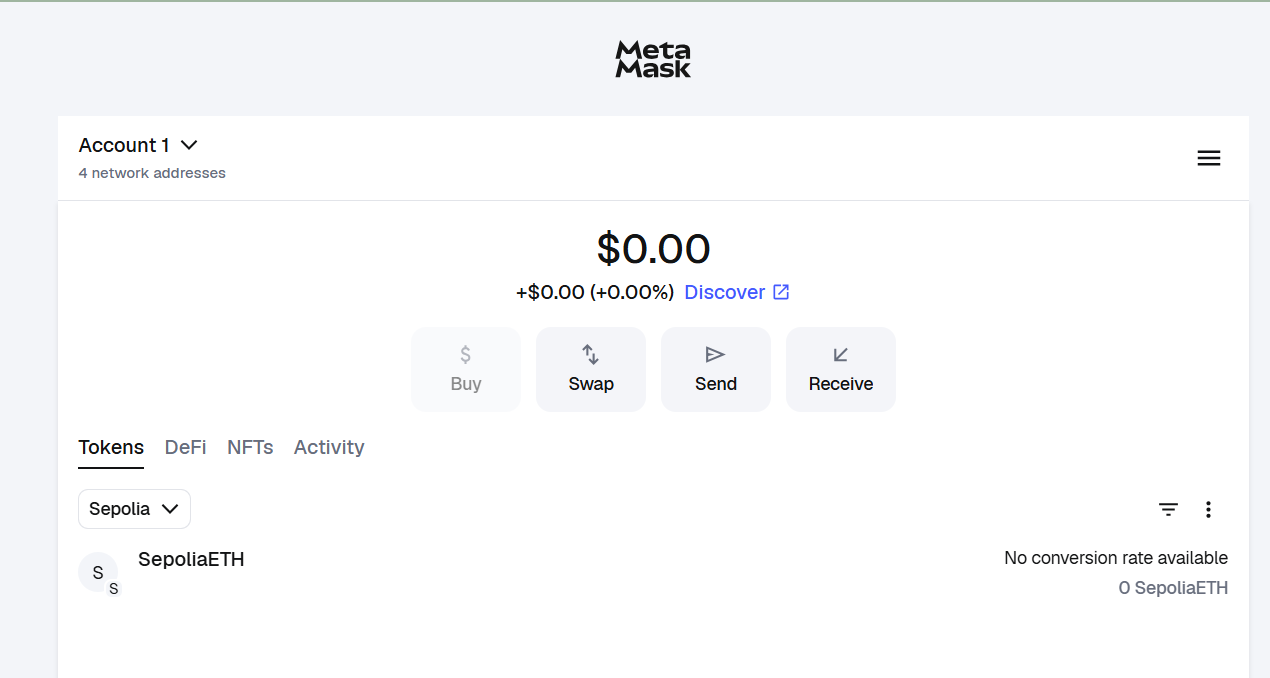 Meta
Mask
Account 1
4 network addresses
$0.00
+$0.00 (+0.00%) Discover
$
Buy
Swap
Send
Receive
Tokens DeFi NFTs Activity
Sepolia
S
S
SepoliaETH
No conversion rate available
0 SepoliaETH